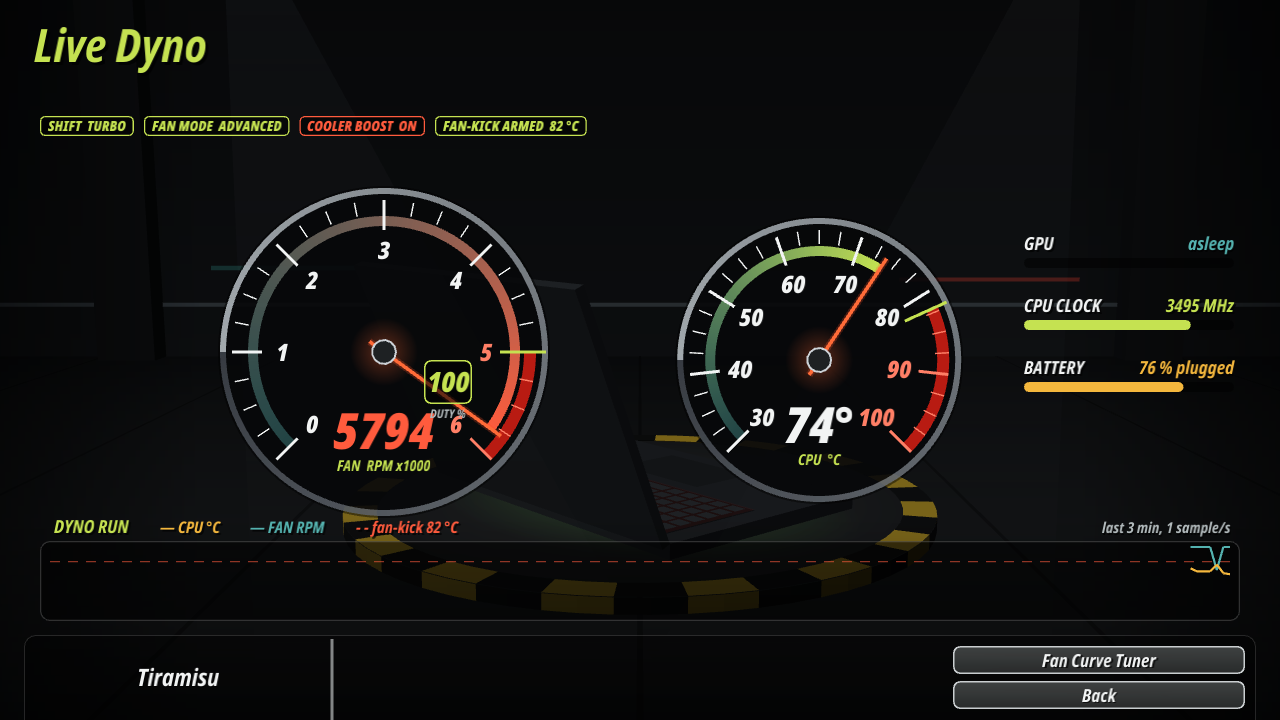 Live Dyno
SHIFT TURBO FAN MODE ADVANCED COOLER BOOST ON FAN-KICK ARMED 82°C
0 1 2 3 4 5 6
100
DUTY %
5794
FAN RPM x1000
30 40 50 60 70 80 90 100
74°
CPU °C
GPU asleep
CPU CLOCK 3495 MHz
BATTERY 76 % plugged
DYNO RUN — CPU °C — FAN RPM - - fan-kick 82 °C last 3 min, 1 sample/s
Tiramisu
Fan Curve Tuner
Back